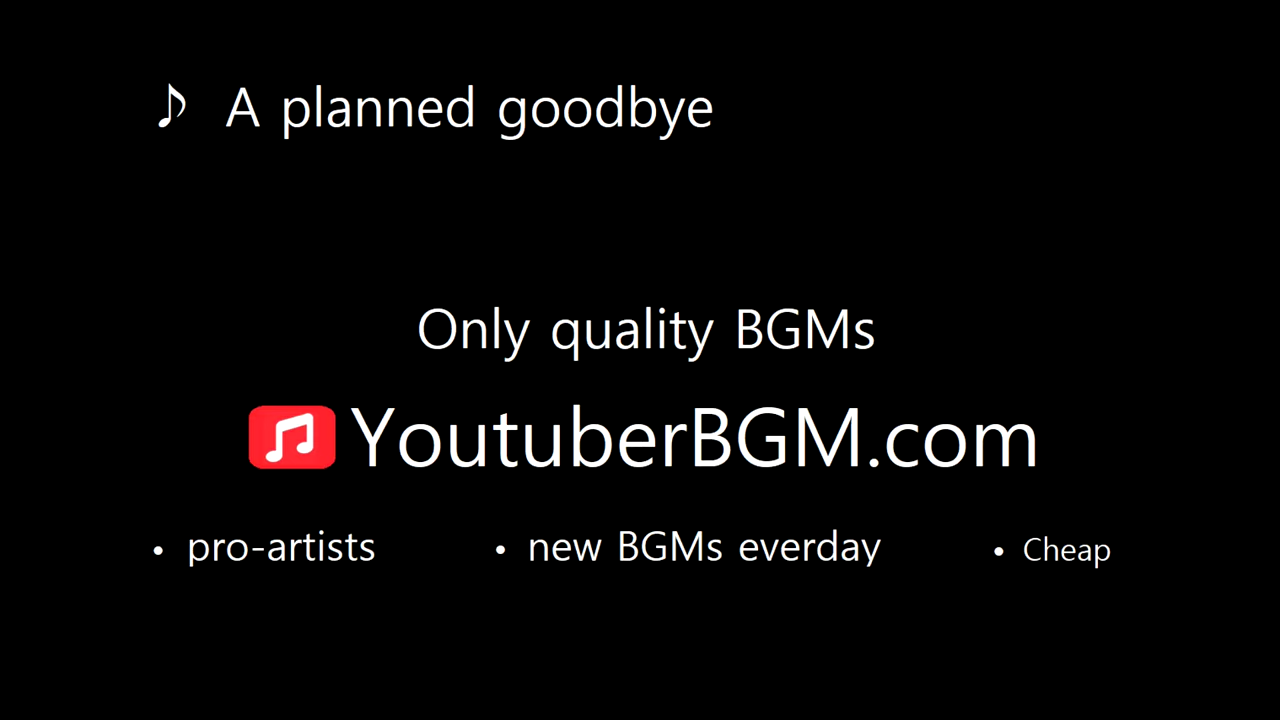 ♪ A planned goodbye
Only quality BGMs
YoutuberBGM.com
• pro-artists • new BGMs everday • Cheap